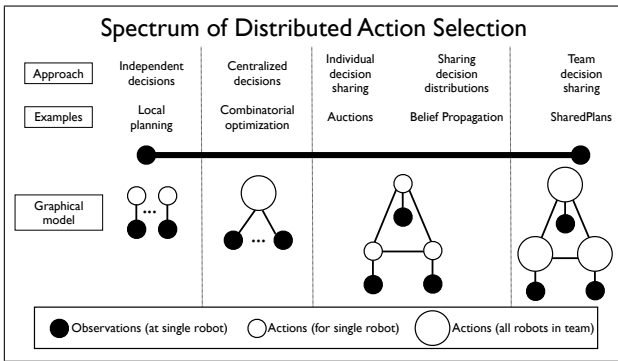 Spectrum of Distributed Action Selection
Approach
Independent
decisions
Centralized
decisions
Individual
decision
sharing
Sharing
decision
distributions
Team
decision
sharing
Examples
Local
planning
Combinatorial
optimization
Auctions
Belief Propagation
SharedPlans
Graphical
model
...
...
Observations (at single robot)
Actions (for single robot)
Actions (all robots in team)